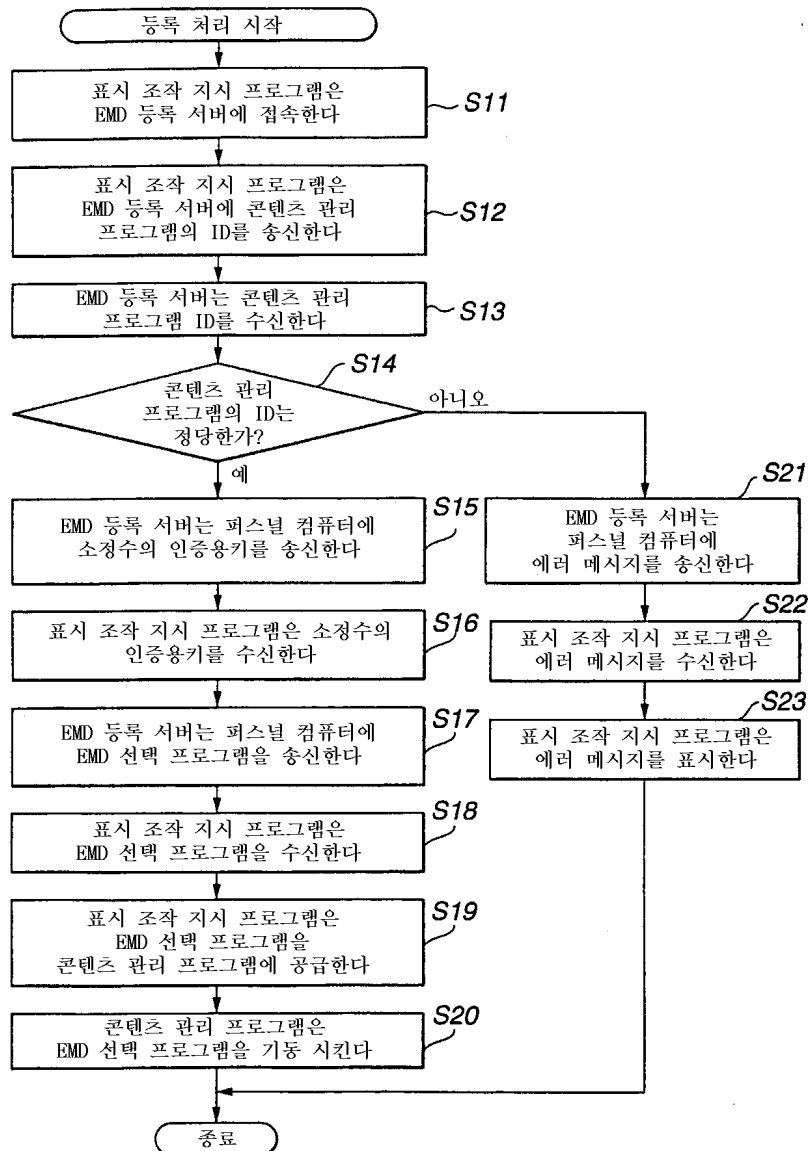 등록 처리 시작
표시 조작 지시 프로그램은
EMD 등록 서버에 접속한다
S11
표시 조작 지시 프로그램은
EMD 등록 서버에 콘텐츠 관리
프로그램의 ID를 송신한다
S12
EMD 등록 서버는 콘텐츠 관리
프로그램 ID를 수신한다
S13
S14
콘텐츠 관리
프로그램의 ID는
정당한가?
아니오
예
EMD 등록 서버는 퍼스널 컴퓨터에
소정수의 인증용키를 송신한다
S15
표시 조작 지시 프로그램은 소정수의
인증용키를 수신한다
S16
EMD 등록 서버는 퍼스널 컴퓨터에
EMD 선택 프로그램을 송신한다
S17
표시 조작 지시 프로그램은
EMD 선택 프로그램을 수신한다
S18
표시 조작 지시 프로그램은
EMD 선택 프로그램을
콘텐츠 관리 프로그램에 공급한다
S19
콘텐츠 관리 프로그램은
EMD 선택 프로그램을 기동 시킨다
S20
S21
EMD 등록 서버는
퍼스널 컴퓨터에
에러 메시지를 송신한다
S22
표시 조작 지시 프로그램은
에러 메시지를 수신한다
S23
표시 조작 지시 프로그램은
에러 메시지를 표시한다
종료